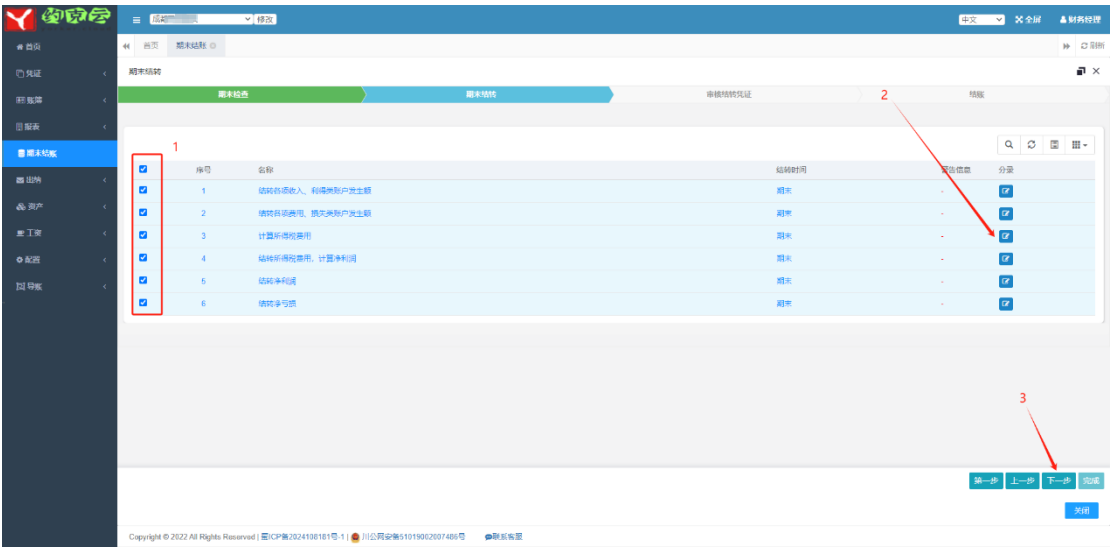 修改
中文
全屏
财务经理
首页
首页
期末结账
刷新
凭证
期末结转
账簿
期末检查
期末结转
审核结转凭证
2
结账
报表
1
期末结账
序号
名称
结转时间
警告信息
分录
出纳
1
结转各项收入、利得类账户发生额
期末
-
资产
2
结转各项费用、损失类账户发生额
期末
-
工资
3
计算所得税费用
期末
-
配置
4
结转所得税费用，计算净利润
期末
-
导账
5
结转净利润
期末
-
6
结转净亏损
期末
-
3
第一步
上一步
下一步
完成
关闭
Copyright © 2022 All Rights Reserved | 蜀ICP备2024108181号-1 | 川公网安备51019002007486号 联系客服